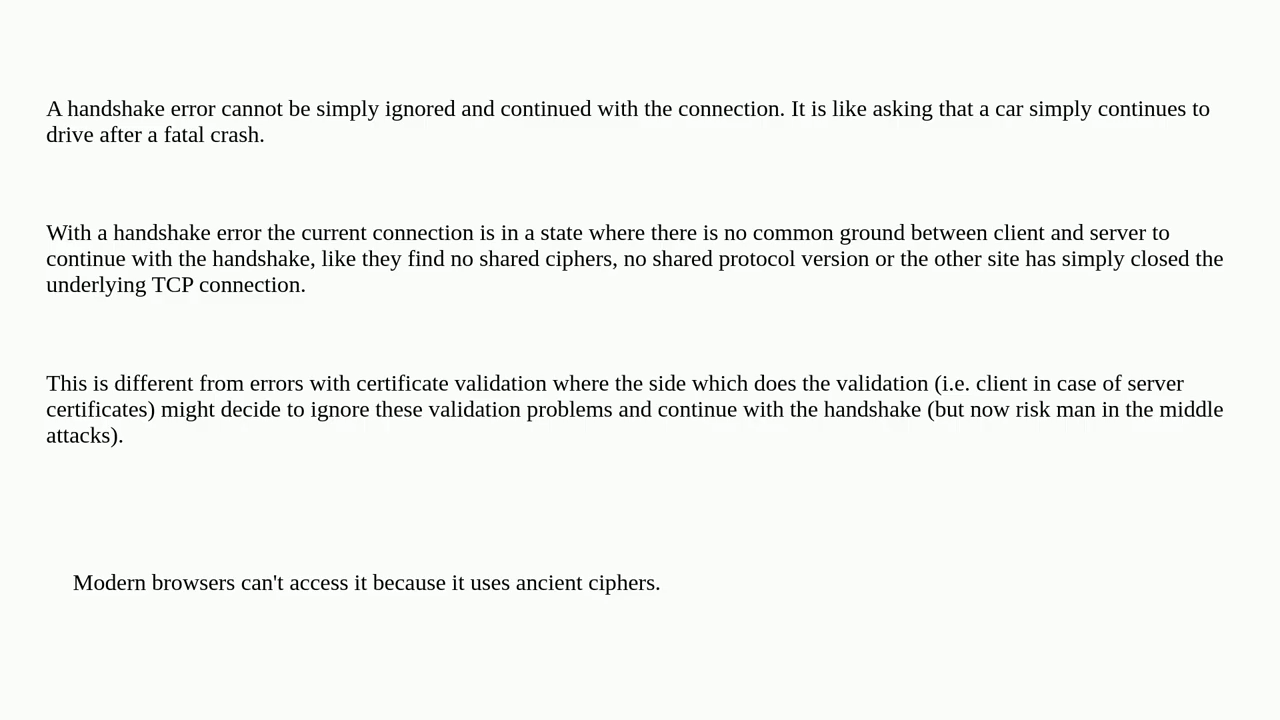 A handshake error cannot be simply ignored and continued with the connection. It is like asking that a car simply continues to
drive after a fatal crash.
With a handshake error the current connection is in a state where there is no common ground between client and server to
continue with the handshake, like they find no shared ciphers, no shared protocol version or the other site has simply closed the
underlying TCP connection.
This is different from errors with certificate validation where the side which does the validation (i.e. client in case of server
certificates) might decide to ignore these validation problems and continue with the handshake (but now risk man in the middle
attacks).
Modern browsers can't access it because it uses ancient ciphers.